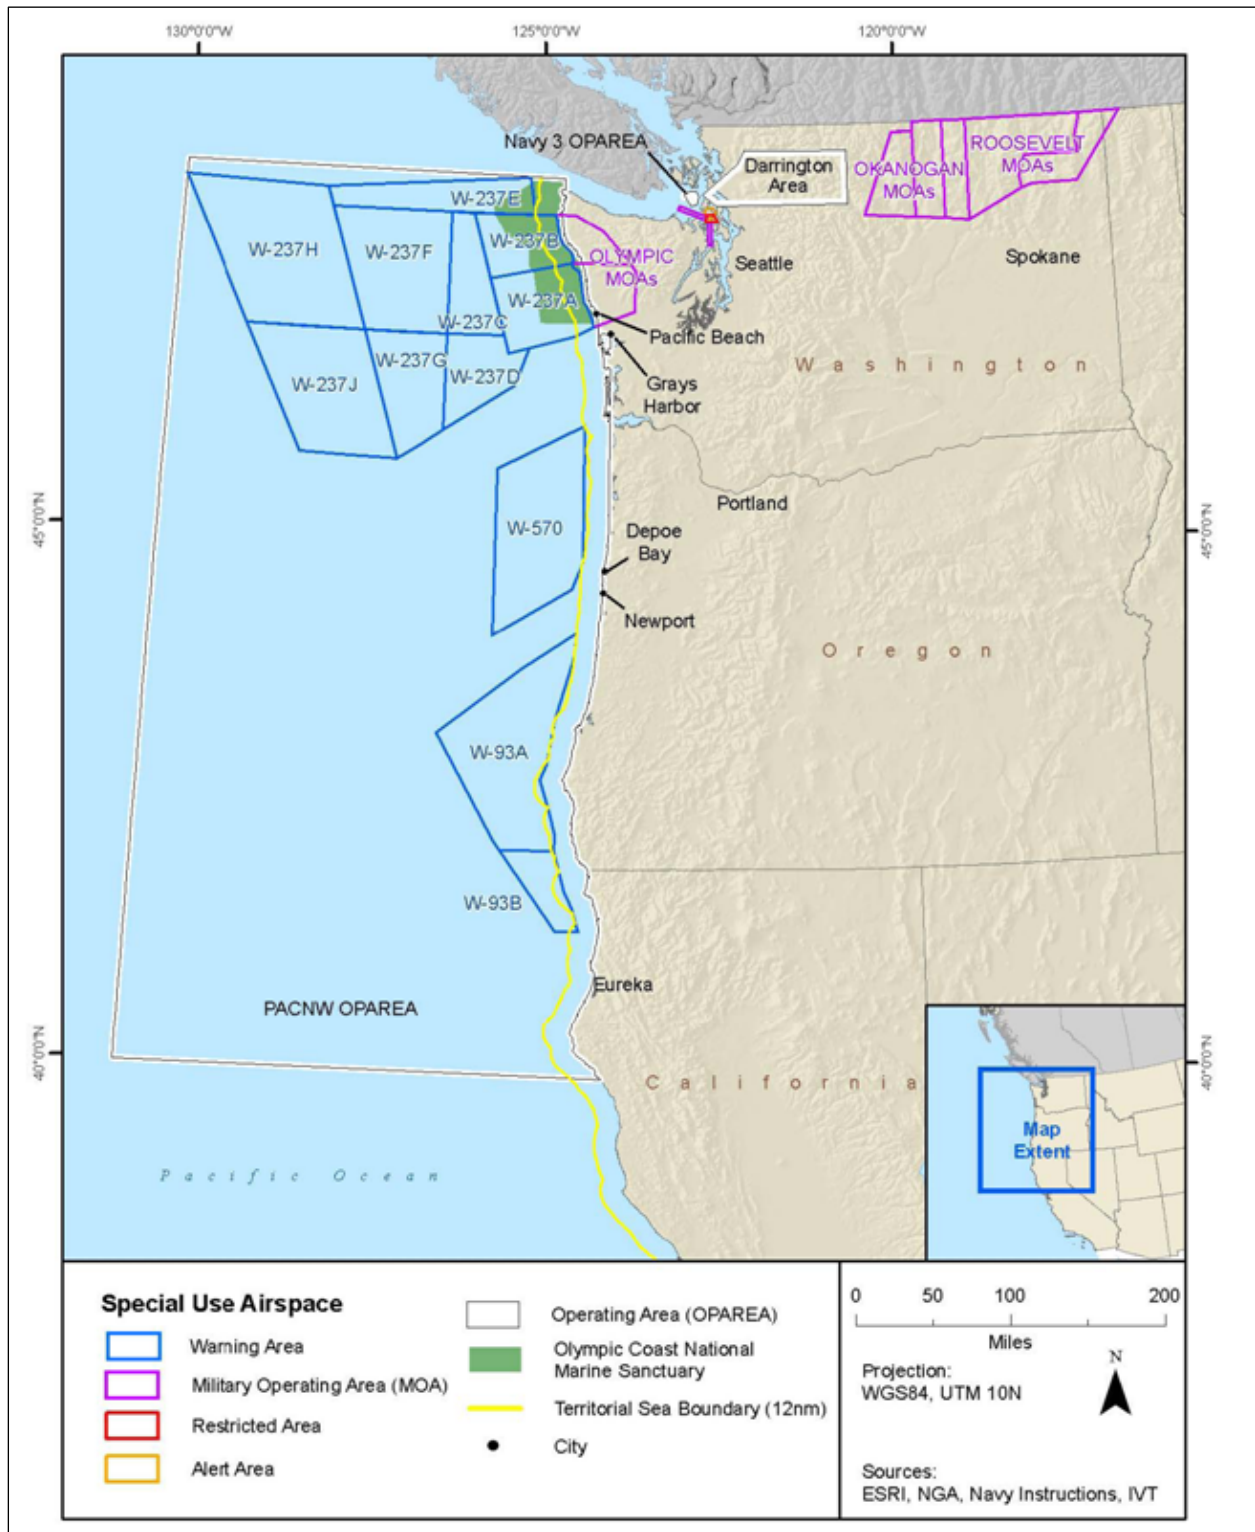 130°0'0"W
125°0'0"W
120°0'0"W
Navy 3 OPAREA
Darrington
Area
OKANOGAN
MOAs
ROOSEVELT
MOAs
W-237E
W-237H
W-237F
W-237B
OLYMPIC
MOAs
Seattle
Spokane
W-237A
W-237C
Pacific Beach
W-237G
W-237J
W-237D
Grays
Harbor
Washington
45°0'0"N
45°0'0"N
W-570
Portland
Depoe
Bay
Newport
Oregon
W-93A
W-93B
Eureka
PACNW OPAREA
40°0'0"N
40°0'0"N
California
Map
Extent
Pacific Ocean
Special Use Airspace
Warning Area
Military Operating Area (MOA)
Restricted Area
Alert Area
Operating Area (OPAREA)
Olympic Coast National
Marine Sanctuary
Territorial Sea Boundary (12nm)
City
0 50 100 200
Miles
N
Projection:
WGS84, UTM 10N
Sources:
ESRI, NGA, Navy Instructions, IVT